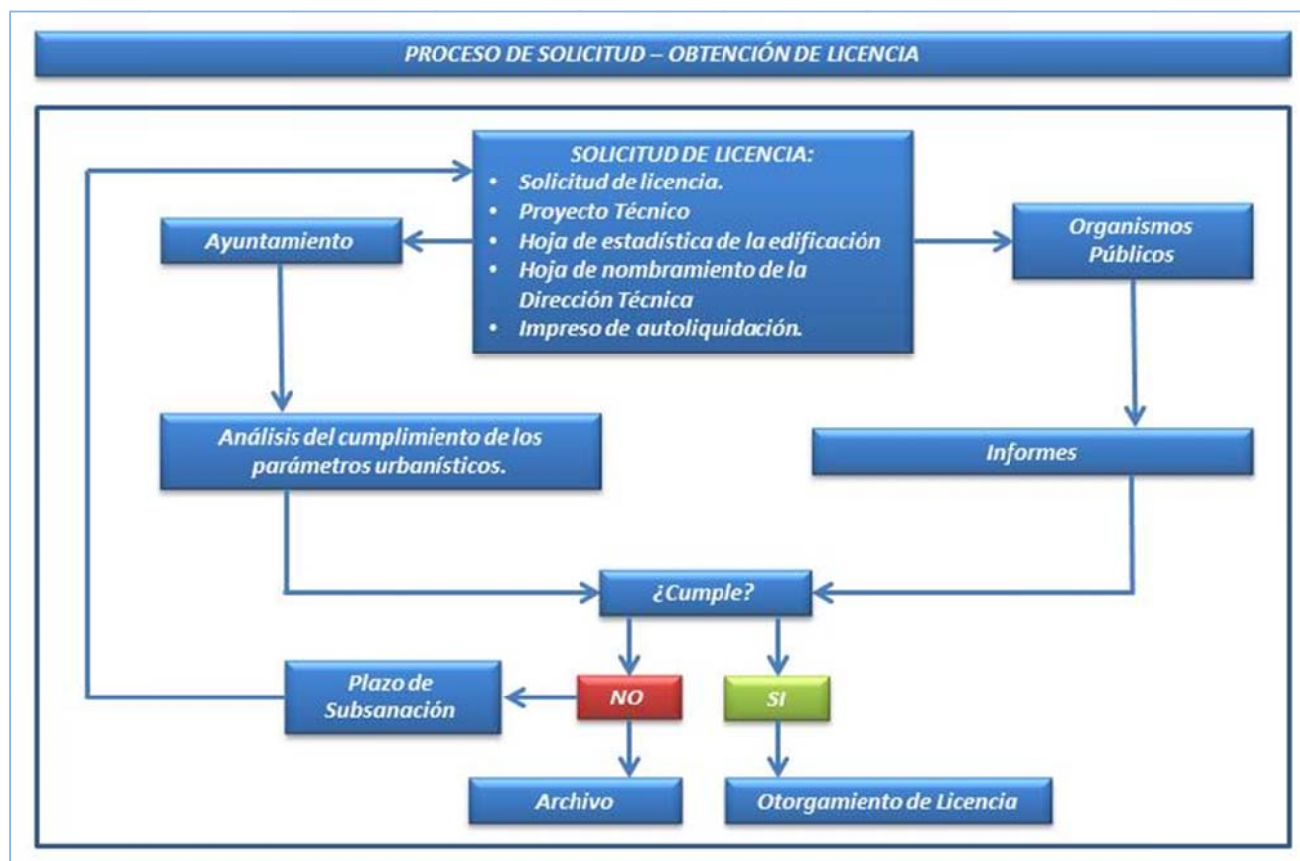 PROCESO DE SOLICITUD – OBTENCIÓN DE LICENCIA
SOLICITUD DE LICENCIA:
• Solicitud de licencia.
• Proyecto Técnico
• Hoja de estadística de la edificación
• Hoja de nombramiento de la
Dirección Técnica
• Impreso de autoliquidación.
Ayuntamiento
Organismos
Públicos
Análisis del cumplimiento de los
parámetros urbanísticos.
Informes
¿Cumple?
Plazo de
Subsanación
NO
SI
Archivo
Otorgamiento de Licencia